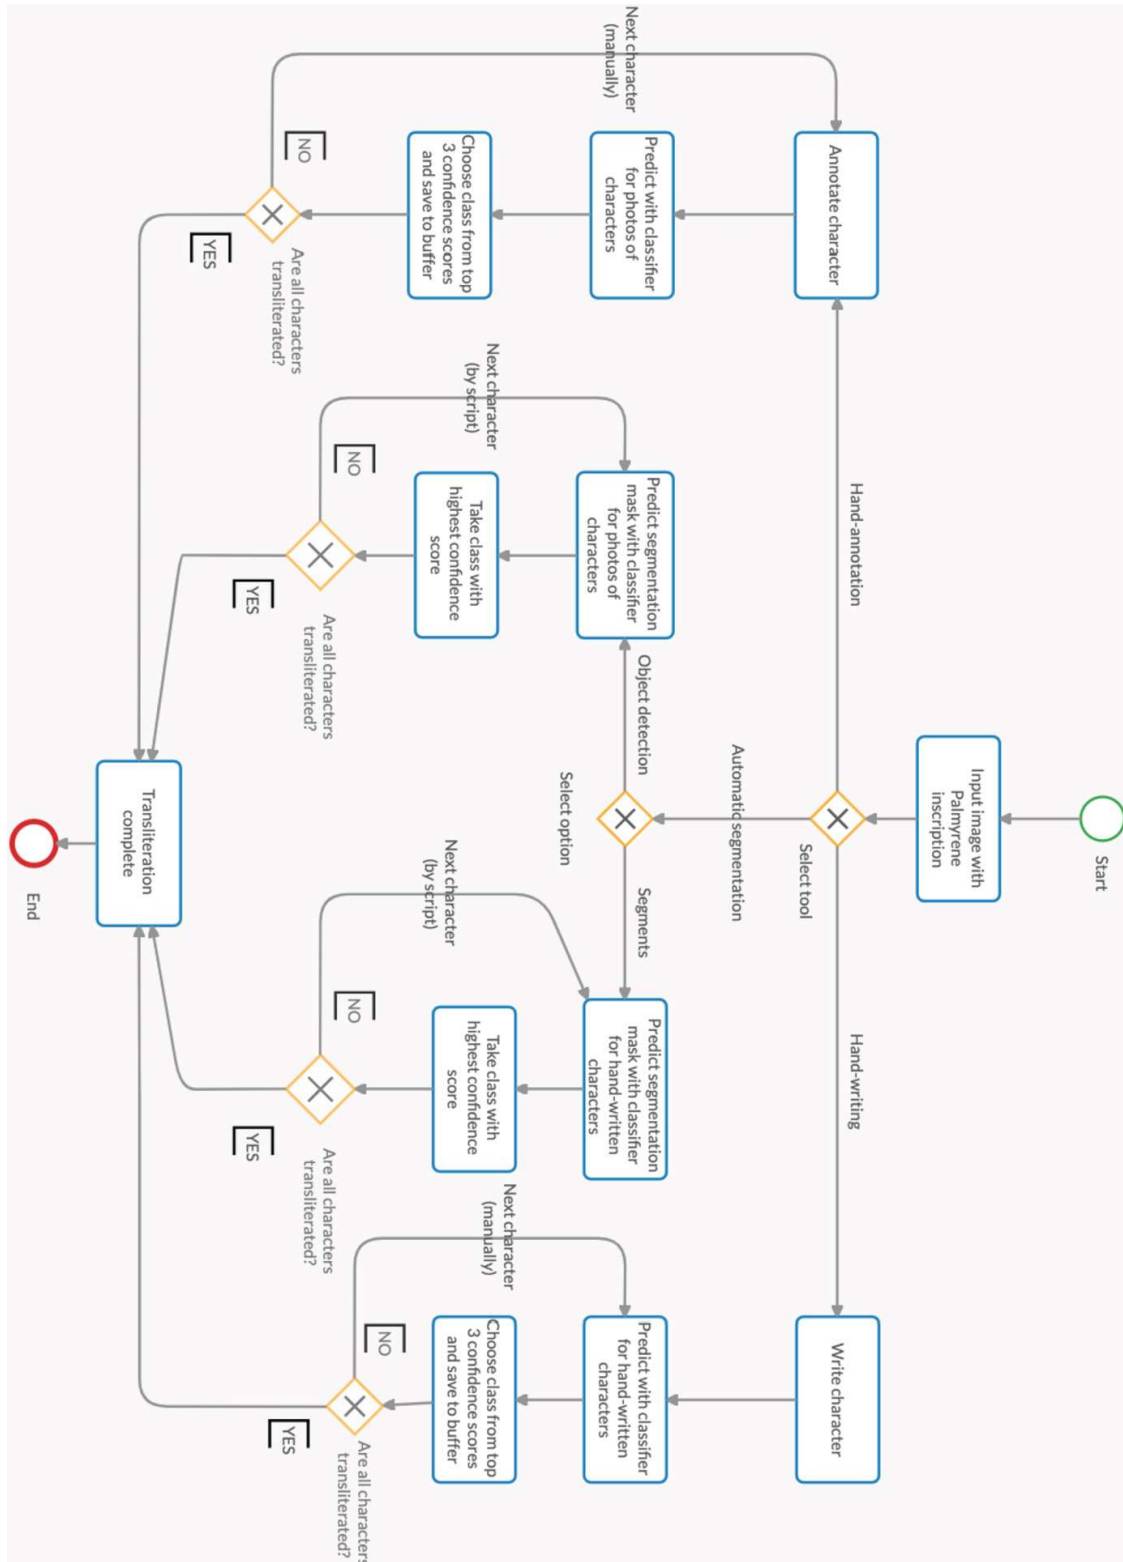 Start
Input image with
Palmyrene
inscription
Select tool
Hand-annotation
Automatic segmentation
Hand-writing
Annotate character
Write character
Object detection
Segments
Select option
Predict with classifier
for photos of
characters
Predict segmentation
mask with classifier
for photos of
characters
Predict segmentation
mask with classifier
for hand-written
characters
Predict with classifier
for hand-written
characters
Next character
(manually)
Next character
(by script)
Next character
(by script)
Next character
(manually)
Choose class from top
3 confidence scores
and save to buffer
Take class with
highest confidence
score
Take class with
highest confidence
score
Choose class from top
3 confidence scores
and save to buffer
NO
NO
NO
NO
Are all characters
transliterated?
Are all characters
transliterated?
Are all characters
transliterated?
Are all characters
transliterated?
YES
YES
YES
YES
Transliteration
complete
End